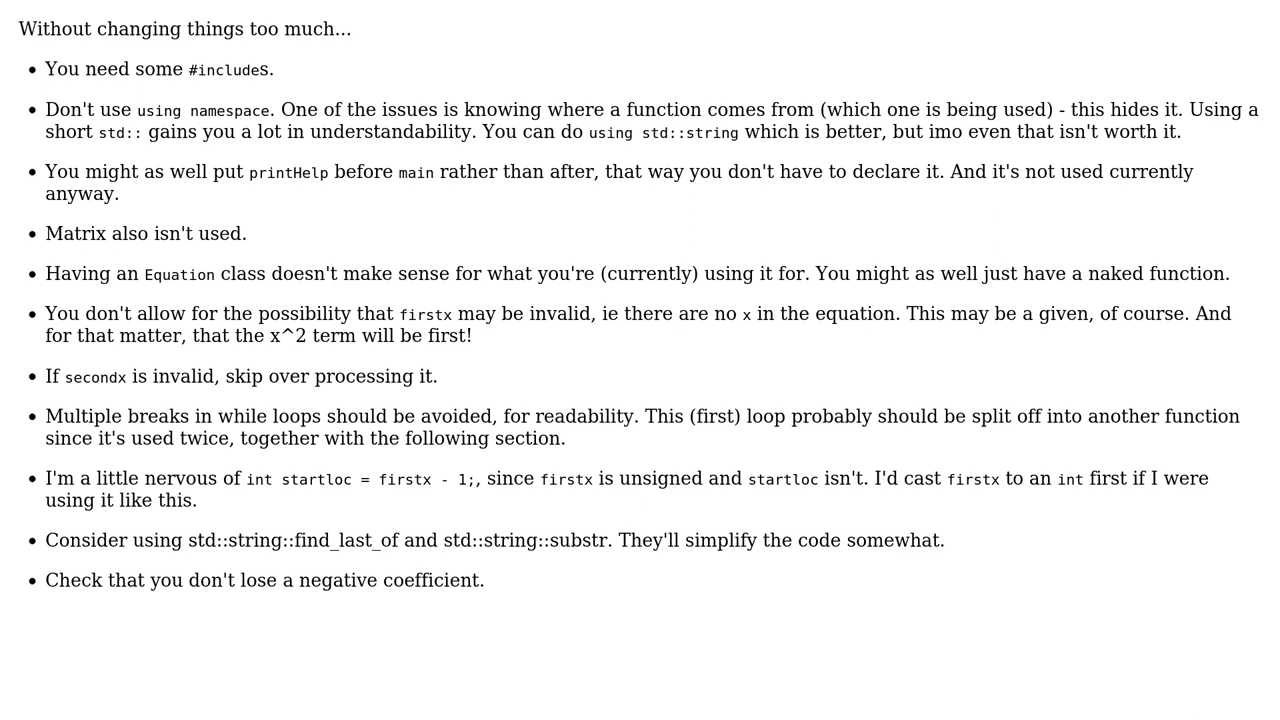 Without changing things too much...
• You need some #includes.
• Don't use using namespace. One of the issues is knowing where a function comes from (which one is being used) - this hides it. Using a
short std:: gains you a lot in understandability. You can do using std::string which is better, but imo even that isn't worth it.
• You might as well put printHelp before main rather than after, that way you don't have to declare it. And it's not used currently
anyway.
• Matrix also isn't used.
• Having an Equation class doesn't make sense for what you're (currently) using it for. You might as well just have a naked function.
• You don't allow for the possibility that firstx may be invalid, ie there are no x in the equation. This may be a given, of course. And
for that matter, that the x^2 term will be first!
• If secondx is invalid, skip over processing it.
• Multiple breaks in while loops should be avoided, for readability. This (first) loop probably should be split off into another function
since it's used twice, together with the following section.
• I'm a little nervous of int startloc = firstx - 1;, since firstx is unsigned and startloc isn't. I'd cast firstx to an int first if I were
using it like this.
• Consider using std::string::find_last_of and std::string::substr. They'll simplify the code somewhat.
• Check that you don't lose a negative coefficient.